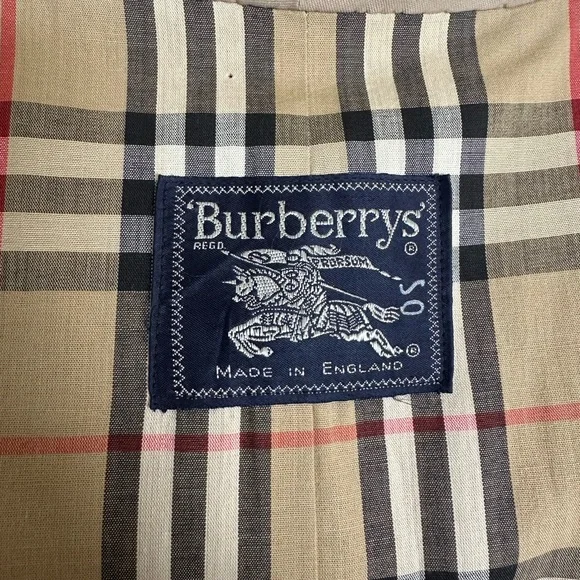 'Burberrys'
REGD.
®
PRORSUM
®
MADE IN ENGLAND